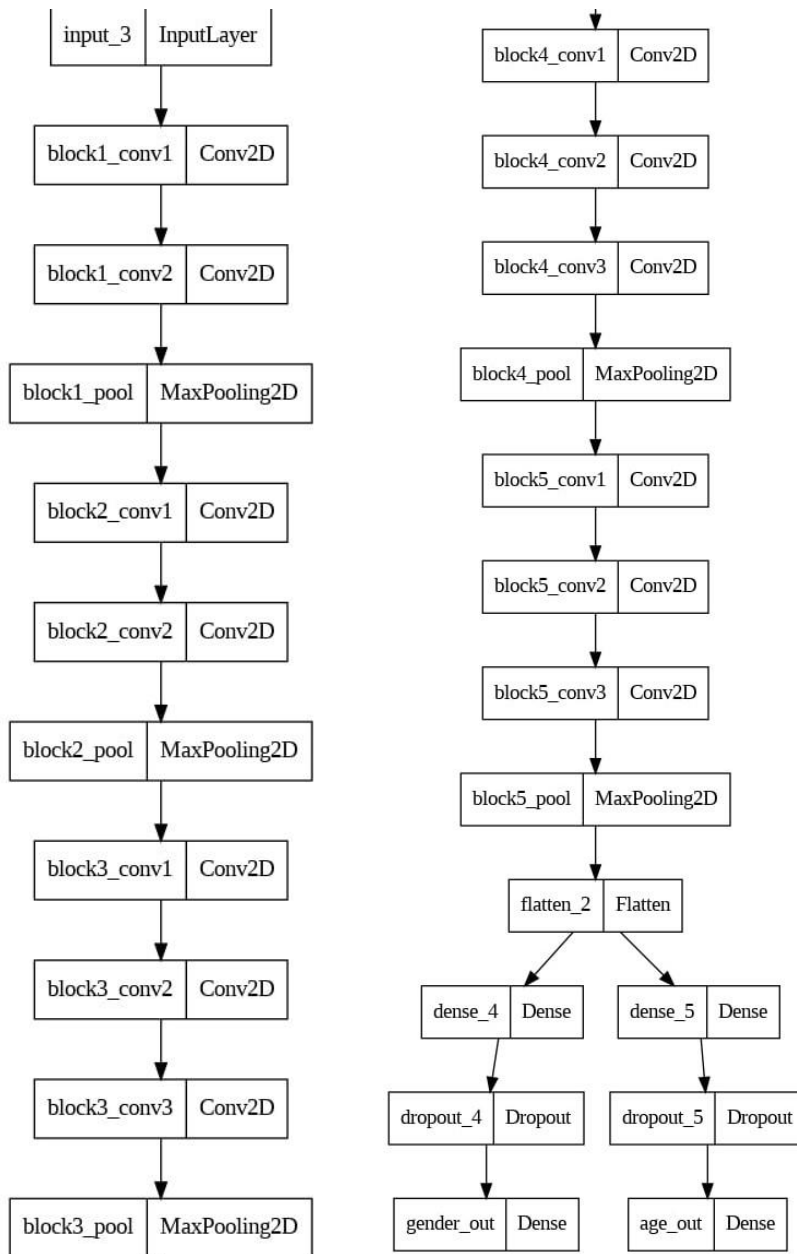 input_3 InputLayer
block1_conv1 Conv2D
block1_conv2 Conv2D
block1_pool MaxPooling2D
block2_conv1 Conv2D
block2_conv2 Conv2D
block2_pool MaxPooling2D
block3_conv1 Conv2D
block3_conv2 Conv2D
block3_conv3 Conv2D
block3_pool MaxPooling2D
block4_conv1 Conv2D
block4_conv2 Conv2D
block4_conv3 Conv2D
block4_pool MaxPooling2D
block5_conv1 Conv2D
block5_conv2 Conv2D
block5_conv3 Conv2D
block5_pool MaxPooling2D
flatten_2 Flatten
dense_4 Dense
dense_5 Dense
dropout_4 Dropout
dropout_5 Dropout
gender_out Dense
age_out Dense